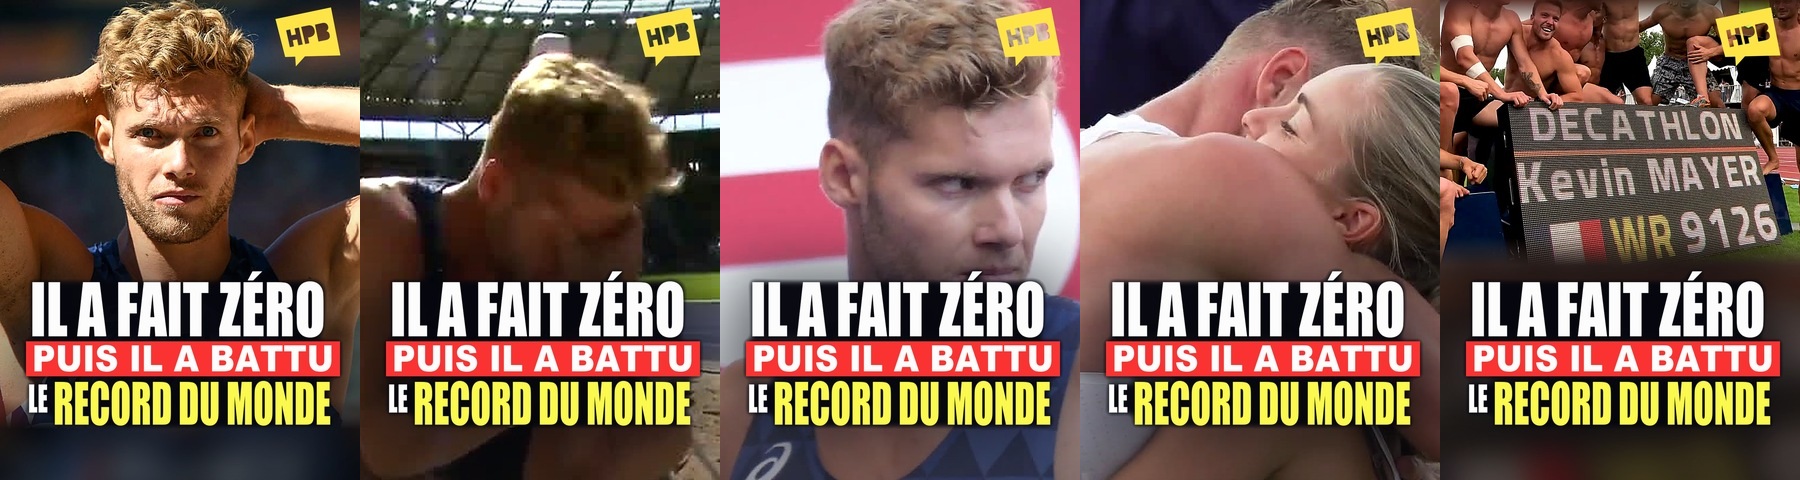 HPB
IL A FAIT ZÉRO
PUIS IL A BATTU
LE RECORD DU MONDE
HPB
IL A FAIT ZÉRO
PUIS IL A BATTU
LE RECORD DU MONDE
HPB
IL A FAIT ZÉRO
PUIS IL A BATTU
LE RECORD DU MONDE
HPB
IL A FAIT ZÉRO
PUIS IL A BATTU
LE RECORD DU MONDE
HPB
DECATHLON
Kevin MAYER
WR 9126
IL A FAIT ZÉRO
PUIS IL A BATTU
LE RECORD DU MONDE